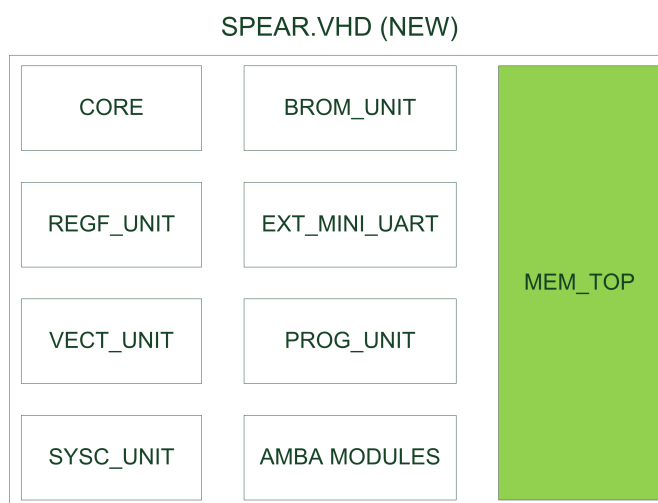 SPEAR.VHD (NEW)
CORE
BROM_UNIT
REGF_UNIT
EXT_MINI_UART
MEM_TOP
VECT_UNIT
PROG_UNIT
SYSC_UNIT
AMBA MODULES